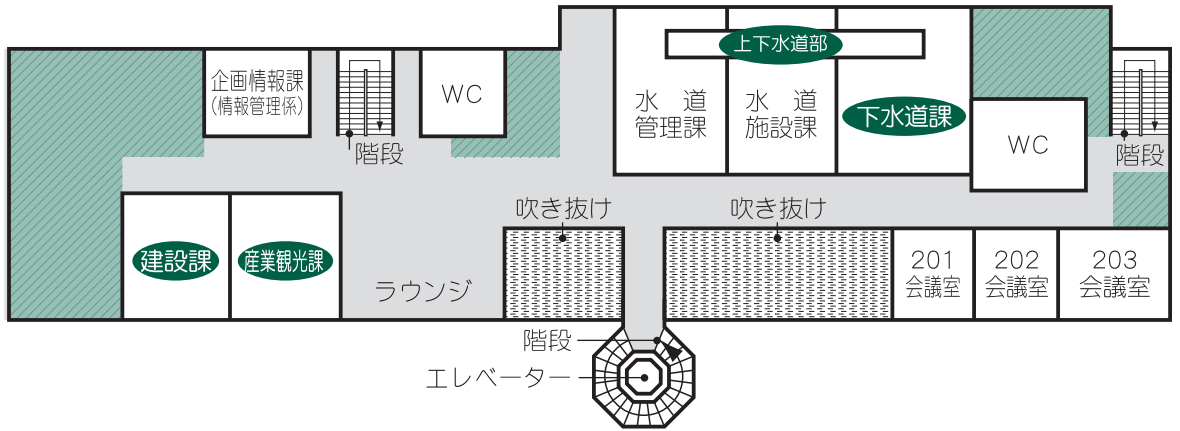 上下水道部
企画情報課
(情報管理係)
WC
水 道
管理課
水 道
施設課
下水道課
WC
階段
階段
吹き抜け
吹き抜け
建設課
産業観光課
ラウンジ
201
会議室
202
会議室
203
会議室
階段
エレベーター